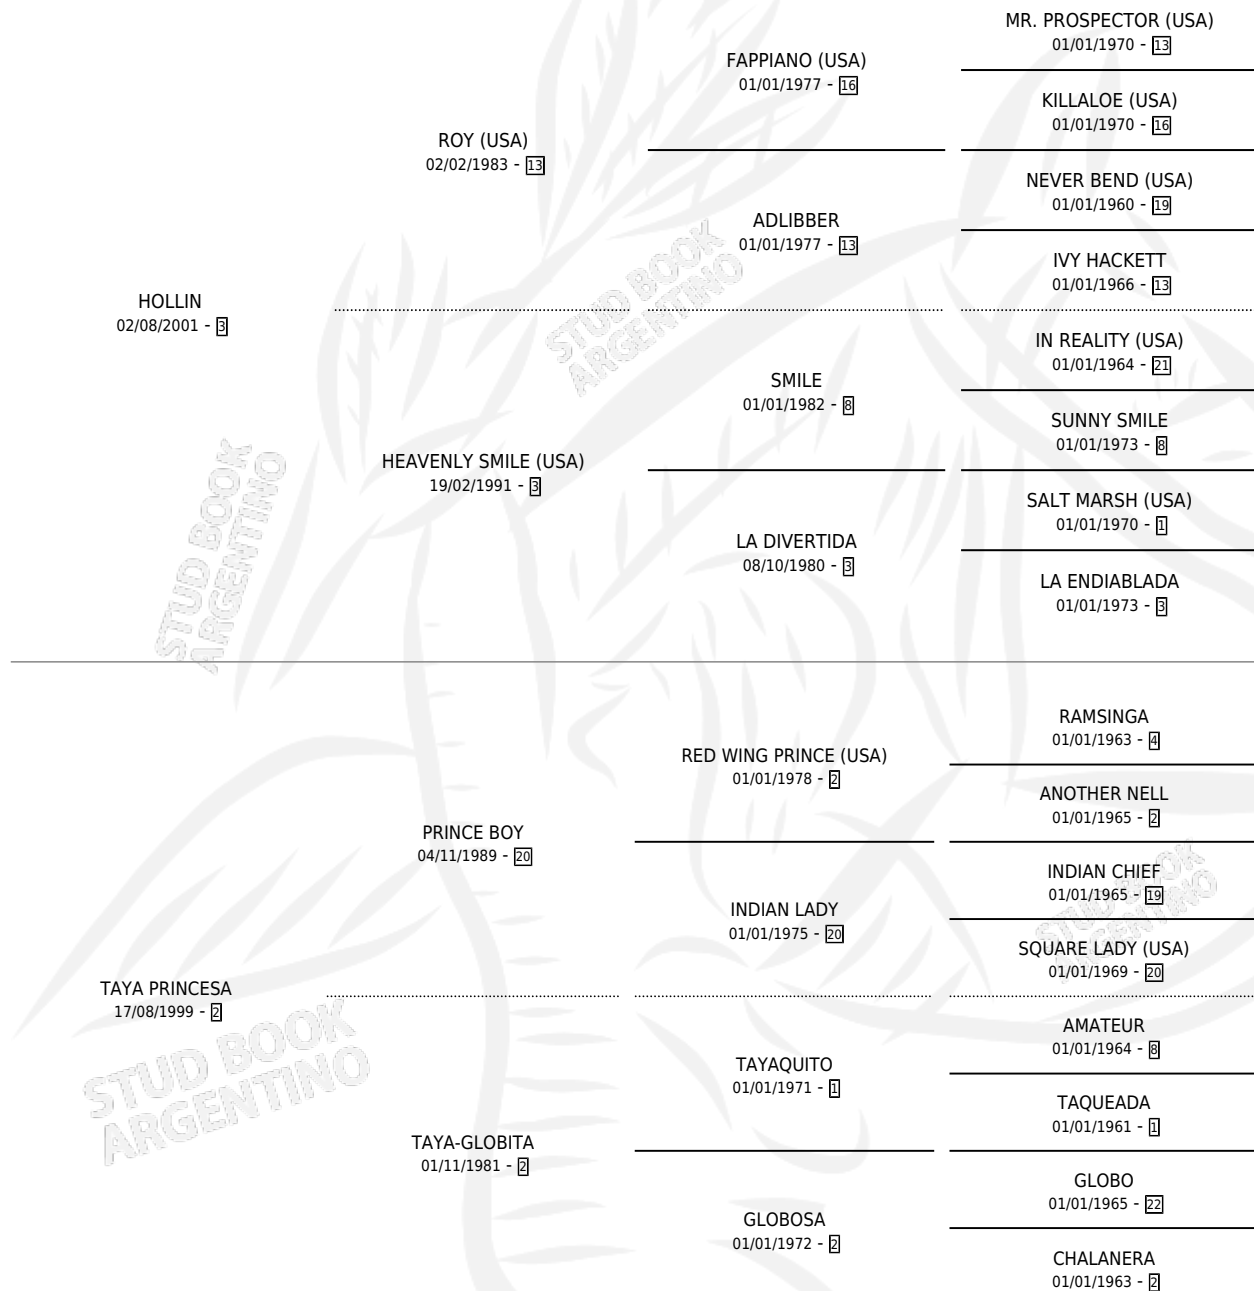 MR. PROSPECTOR (USA)
01/01/1970 - 13
FAPPIANO (USA)
01/01/1977 - 16
KILLALOE (USA)
01/01/1970 - 16
ROY (USA)
02/02/1983 - 13
NEVER BEND (USA)
01/01/1960 - 19
ADLIBBER
01/01/1977 - 13
IVY HACKETT
01/01/1966 - 13
HOLLIN
02/08/2001 - 3
IN REALITY (USA)
01/01/1964 - 21
SMILE
01/01/1982 - 8
SUNNY SMILE
01/01/1973 - 8
HEAVENLY SMILE (USA)
19/02/1991 - 3
SALT MARSH (USA)
01/01/1970 - 1
LA DIVERTIDA
08/10/1980 - 3
LA ENDIABLADA
01/01/1973 - 3
STUD BOOK
ARGENTINO
STUD BOOK
ARGENTINO
RAMSINGA
01/01/1963 - 4
RED WING PRINCE (USA)
01/01/1978 - 2
ANOTHER NELL
01/01/1965 - 2
PRINCE BOY
04/11/1989 - 20
INDIAN CHIEF
01/01/1965 - 19
INDIAN LADY
01/01/1975 - 20
SQUARE LADY (USA)
01/01/1969 - 20
STUD BOOK
ARGENTINO
TAYA PRINCESA
17/08/1999 - 2
AMATEUR
01/01/1964 - 8
TAYAQUITO
01/01/1971 - 1
TAQUEADA
01/01/1961 - 1
STUD BOOK
ARGENTINO
TAYA-GLOBITA
01/11/1981 - 2
GLOBO
01/01/1965 - 22
GLOBOSA
01/01/1972 - 2
CHALANERA
01/01/1963 - 2